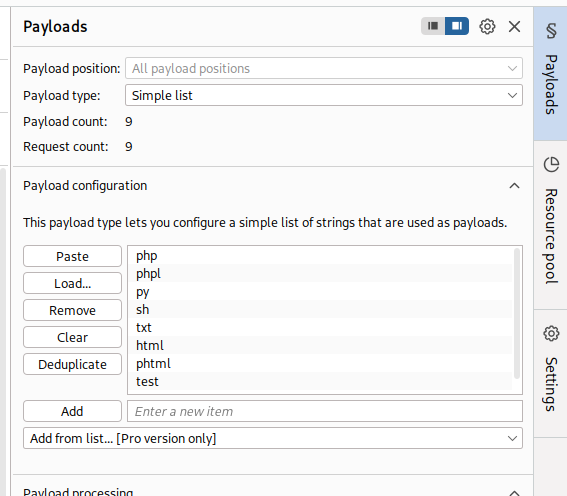 Payloads
Payload position: All payload positions
Payload type: Simple list
Payload count: 9
Request count: 9
Payload configuration
This payload type lets you configure a simple list of strings that are used as payloads.
Paste
Load...
Remove
Clear
Deduplicate
php
phpl
py
sh
txt
html
phtml
test
Add
Enter a new item
Add from list... [Pro version only]
Payload processing
Payloads
Resource pool
Settings